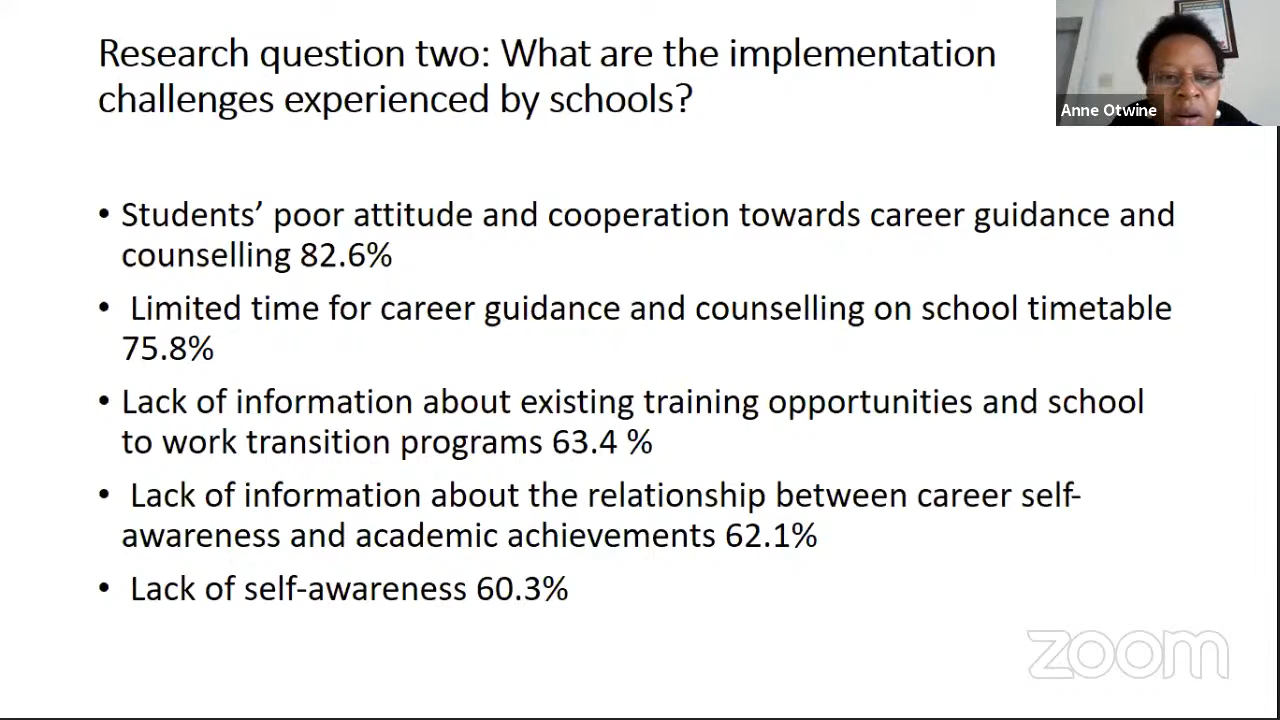 Research question two: What are the implementation
challenges experienced by schools?
Anne Otwine
• Students’ poor attitude and cooperation towards career guidance and
counselling 82.6%
• Limited time for career guidance and counselling on school timetable
75.8%
• Lack of information about existing training opportunities and school
to work transition programs 63.4 %
• Lack of information about the relationship between career self-
awareness and academic achievements 62.1%
• Lack of self-awareness 60.3%
zoom